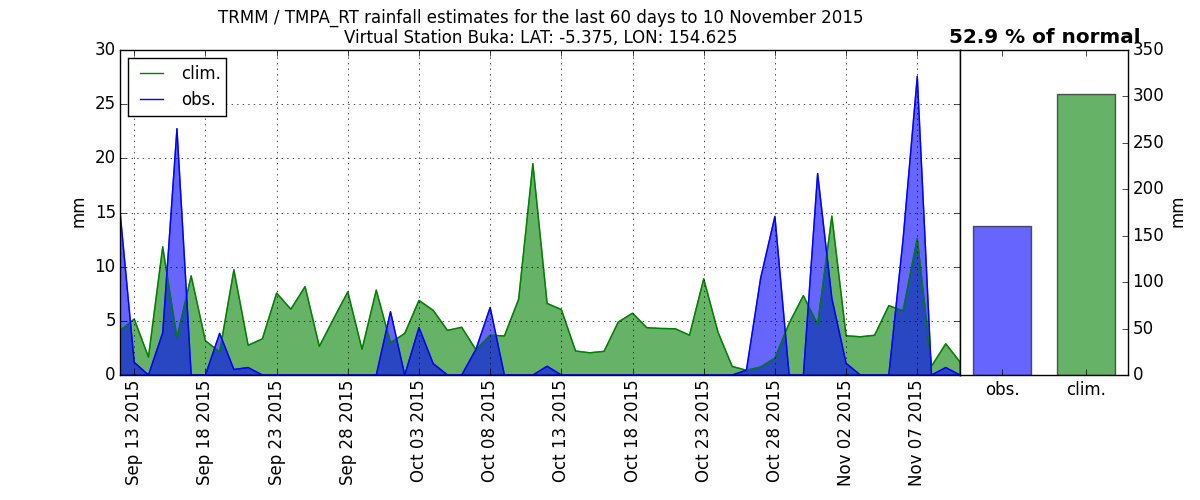 TRMM / TMPA_RT rainfall estimates for the last 60 days to 10 November 2015
Virtual Station Buka: LAT: -5.375, LON: 154.625
52.9 % of normal
clim.
obs.
30
25
20
15
10
5
0
mm
Sep 13 2015
Sep 18 2015
Sep 23 2015
Sep 28 2015
Oct 03 2015
Oct 08 2015
Oct 13 2015
Oct 18 2015
Oct 23 2015
Oct 28 2015
Nov 02 2015
Nov 07 2015
obs.
clim.
350
300
250
200
150
100
50
0
mm